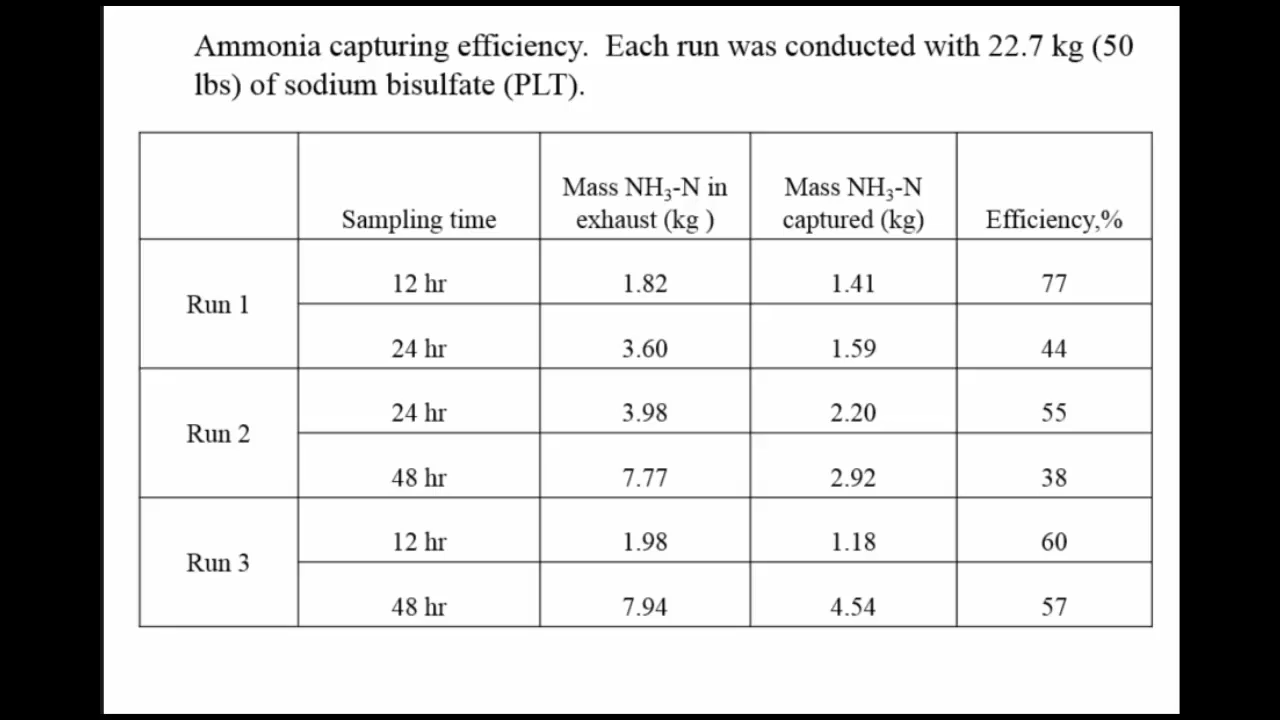 Ammonia capturing efficiency. Each run was conducted with 22.7 kg (50
lbs) of sodium bisulfate (PLT).
Sampling time
Mass NH₃-N in
exhaust (kg )
Mass NH₃-N
captured (kg)
Efficiency,%
Run 1
12 hr
1.82
1.41
77
24 hr
3.60
1.59
44
Run 2
24 hr
3.98
2.20
55
48 hr
7.77
2.92
38
Run 3
12 hr
1.98
1.18
60
48 hr
7.94
4.54
57